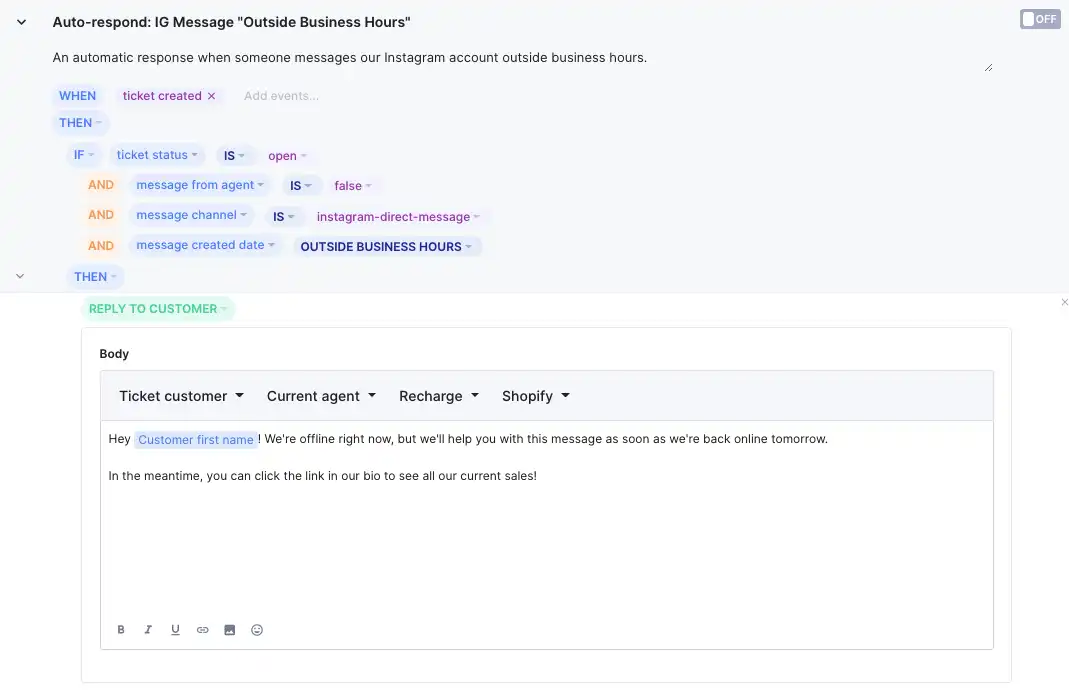 Auto-respond: IG Message "Outside Business Hours"
OFF
An automatic response when someone messages our Instagram account outside business hours.
WHEN ticket created × Add events...
THEN
IF ticket status IS open
AND message from agent IS false
AND message channel IS instagram-direct-message
AND message created date OUTSIDE BUSINESS HOURS
THEN
REPLY TO CUSTOMER
Body
Ticket customer Current agent Recharge Shopify
Hey Customer first name! We're offline right now, but we'll help you with this message as soon as we're back online tomorrow.
In the meantime, you can click the link in our bio to see all our current sales!
B I U